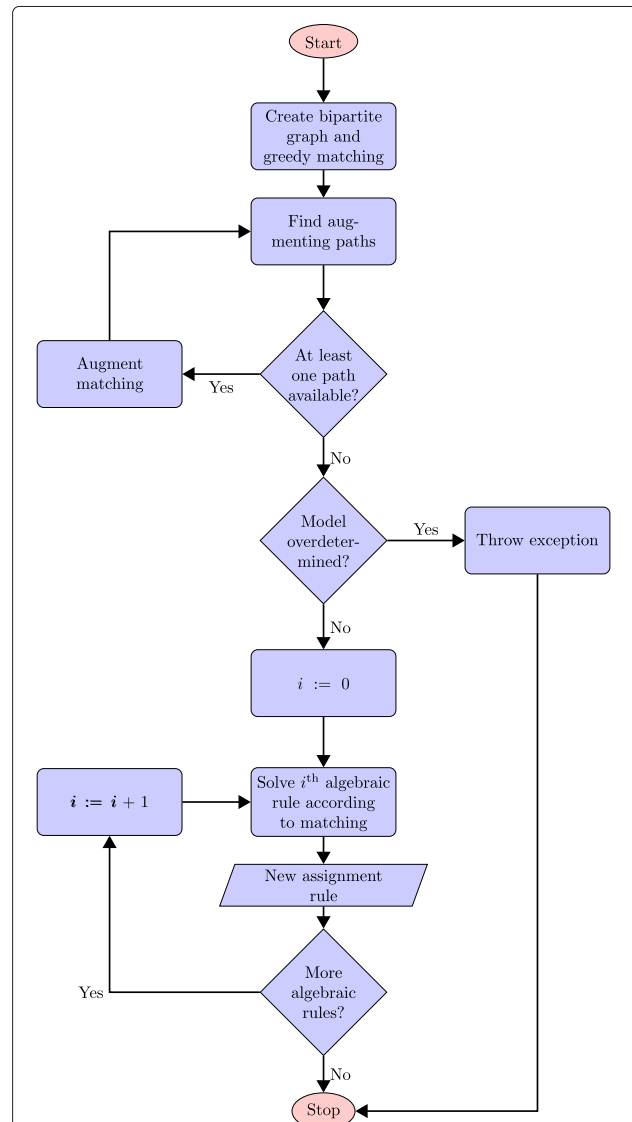 Start
Create bipartite
graph and
greedy matching
Find aug-
menting paths
At least
one path
available?
Augment
matching
Yes
No
Model
overdeter-
mined?
Yes
Throw exception
No
i := 0
Solve iᵗʰ algebraic
rule according
to matching
i := i + 1
New assignment
rule
More
algebraic
rules?
Yes
No
Stop